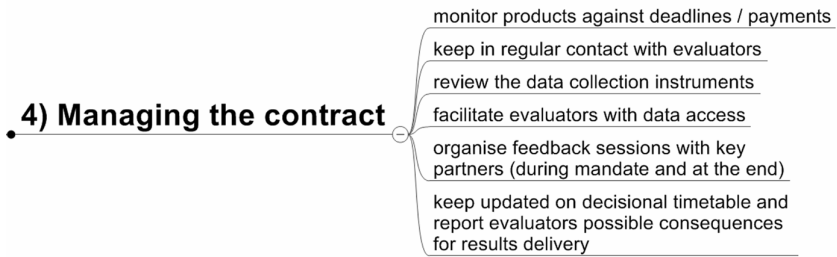 4) Managing the contract
monitor products against deadlines / payments
keep in regular contact with evaluators
review the data collection instruments
facilitate evaluators with data access
organise feedback sessions with key
partners (during mandate and at the end)
keep updated on decisional timetable and
report evaluators possible consequences
for results delivery